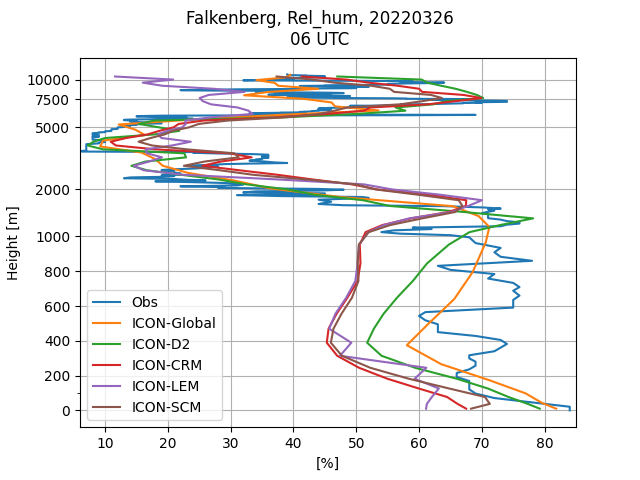 Falkenberg, Rel_hum, 20220326
06 UTC
Height [m]
10000
7500
5000
2000
1000
800
600
400
200
0
Obs
ICON-Global
ICON-D2
ICON-CRM
ICON-LEM
ICON-SCM
10 20 30 40 50 60 70 80
[%]